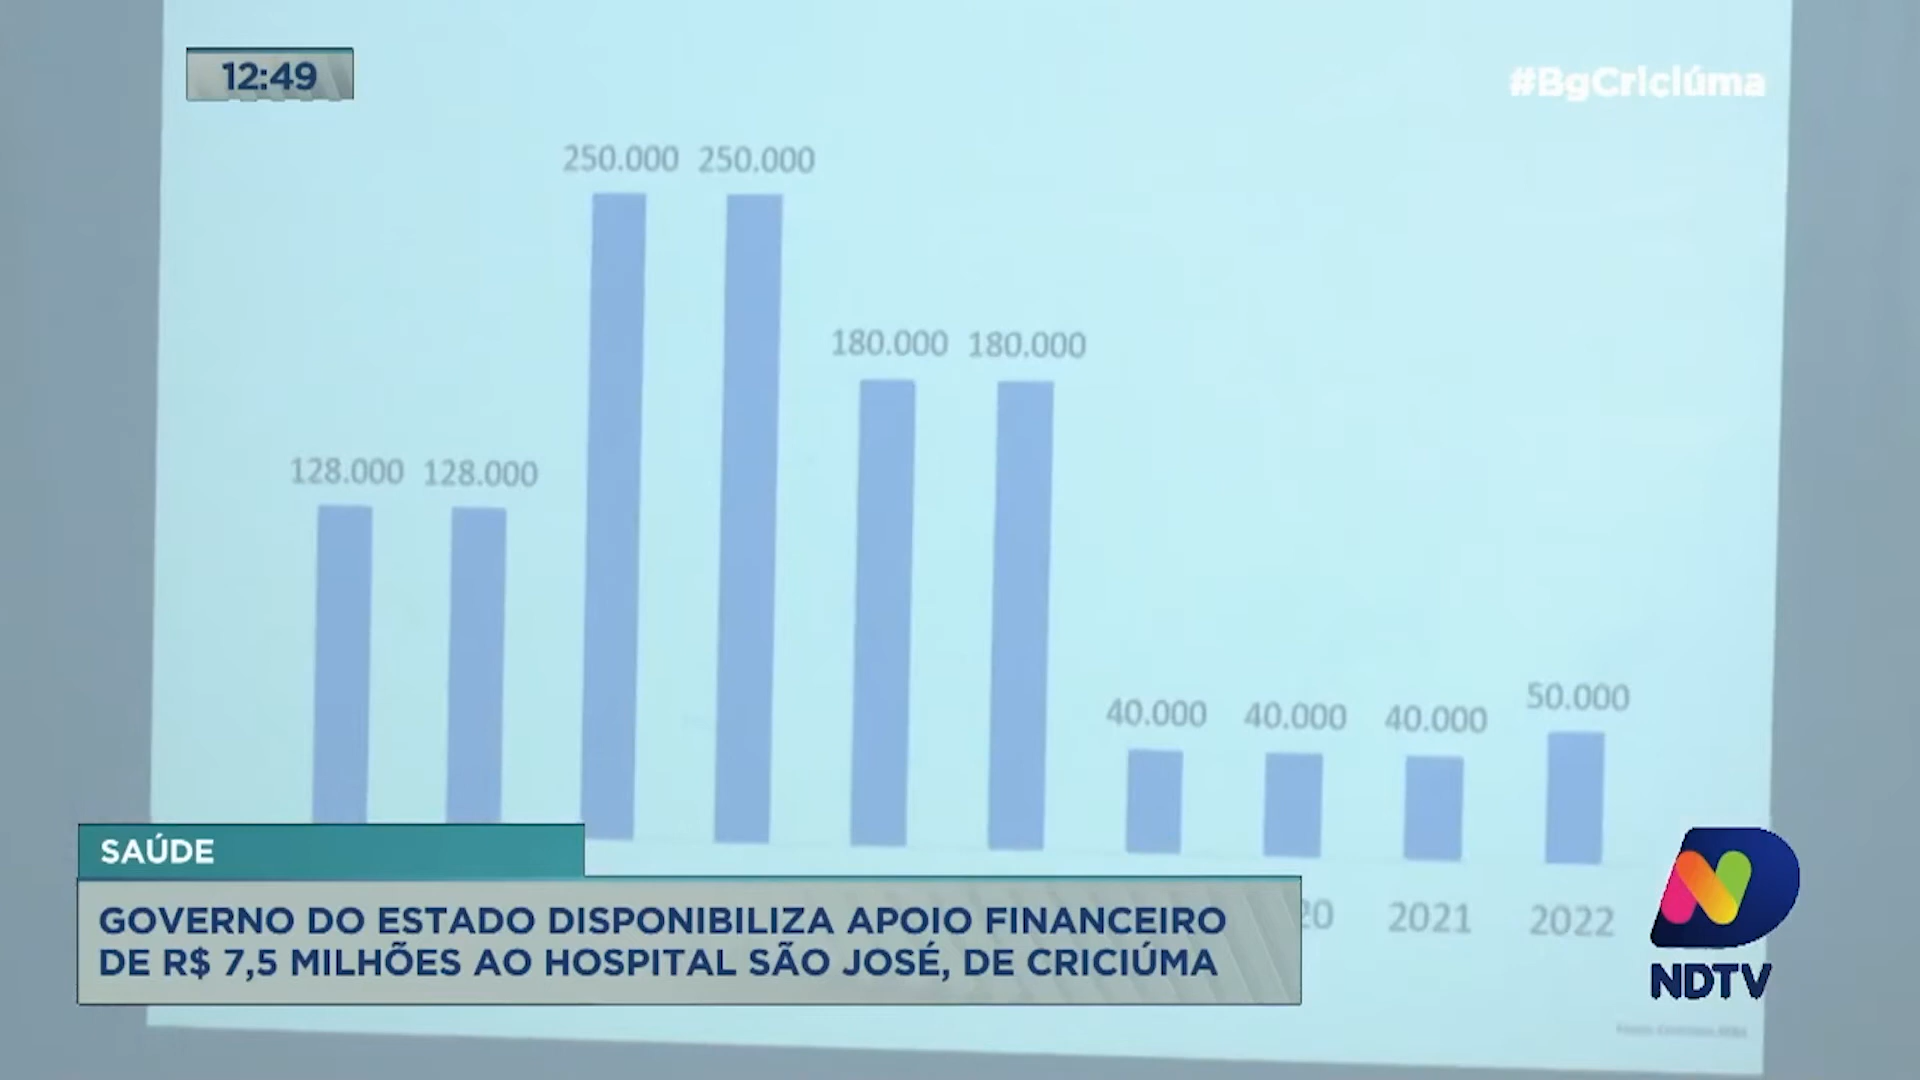 12:49
#BgCriciúma
250.000 250.000
180.000 180.000
128.000 128.000
50.000
40.000 40.000 40.000
SAÚDE
GOVERNO DO ESTADO DISPONIBILIZA APOIO FINANCEIRO
DE R$ 7,5 MILHÕES AO HOSPITAL SÃO JOSÉ, DE CRICIÚMA
20 2021 2022
NDTV